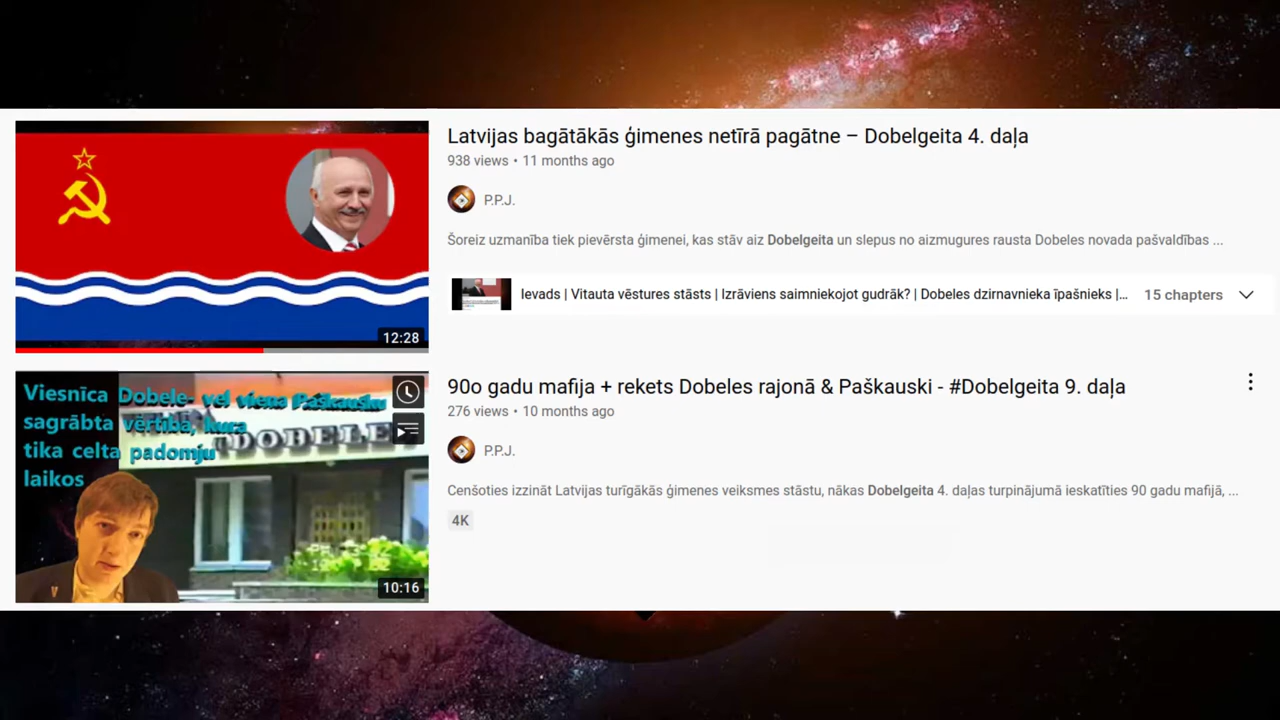 Latvijas bagātākās ģimenes netīrā pagātne – Dobelgeita 4. daļa
938 views • 11 months ago
P.P.J.
Šoreiz uzmanība tiek pievērsta ģimenei, kas stāv aiz Dobelgeita un slepus no aizmugures rausta Dobeles novada pašvaldības ...
Ievads | Vitauta vēstures stāsts | Izrāviens saimniekojot gudrāk? | Dobeles dzirnavnieka īpašnieks |...
15 chapters
12:28
90o gadu mafija + rekets Dobeles rajonā & Paškauski - #Dobelgeita 9. daļa
276 views • 10 months ago
P.P.J.
Cenšoties izzināt Latvijas turīgākās ģimenes veiksmes stāstu, nākas Dobelgeita 4. daļas turpinājumā ieskatīties 90 gadu mafijā, ...
4K
Viesnīca Dobele- vel viena Paškausku
sagrābta vērtība, kura
tika celta padomju
laikos
"DOBELE
10:16